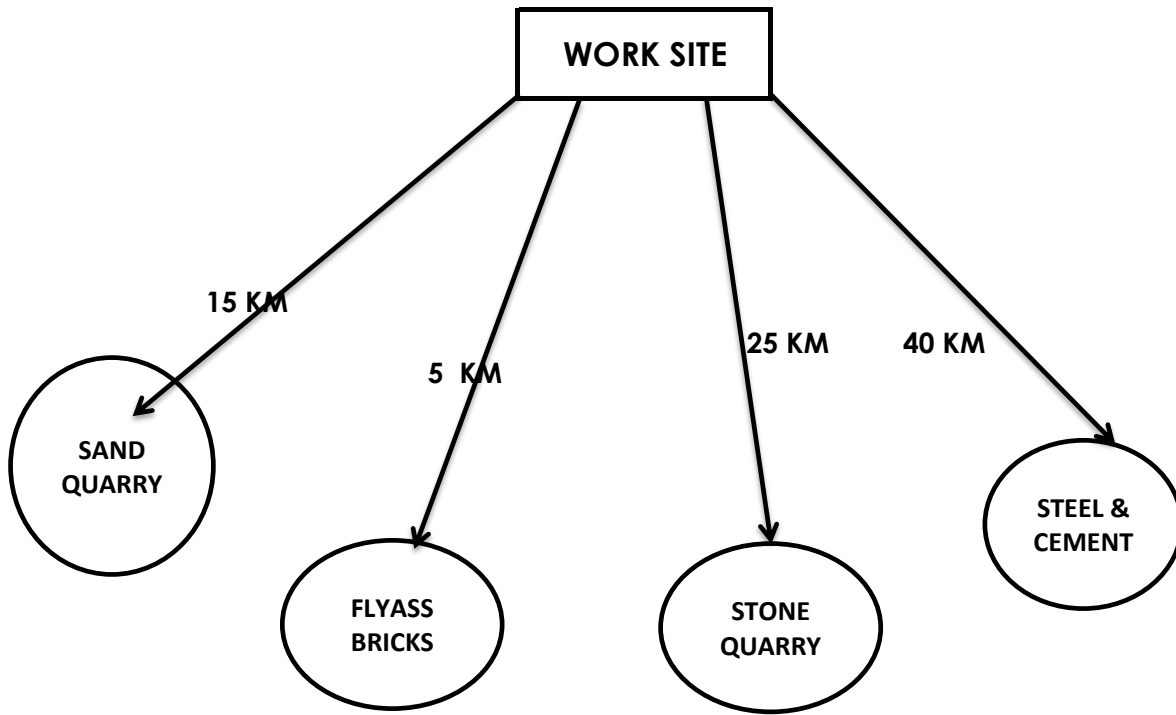 WORK SITE
15 KM
5 KM
25 KM
40 KM
SAND
QUARRY
FLYASS
BRICKS
STONE
QUARRY
STEEL &
CEMENT